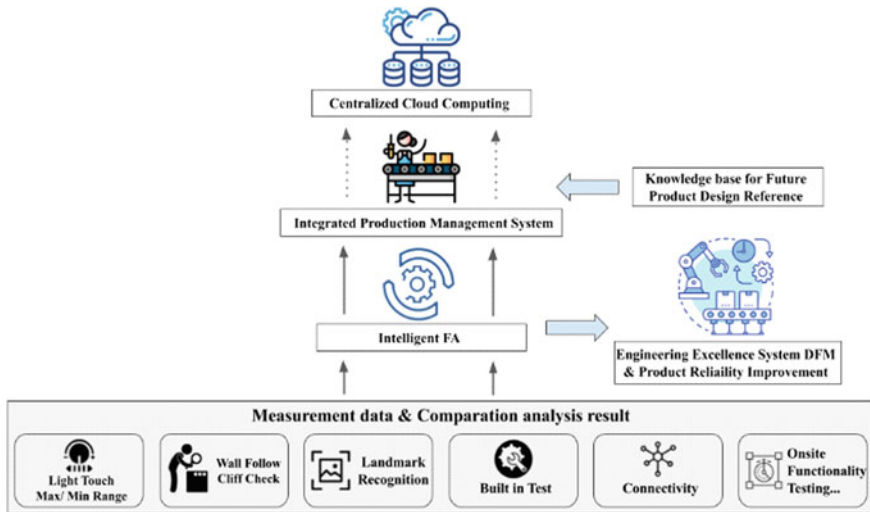 Centralized Cloud Computing
Knowledge base for Future
Product Design Reference
Integrated Production Management System
Intelligent FA
Engineering Excellence System DFM
& Product Reliaility Improvement
Measurement data & Comparation analysis result
Light Touch
Max/ Min Range
Wall Follow
Cliff Check
Landmark
Recognition
Built in Test
Connectivity
Onsite
Functionality
Testing...